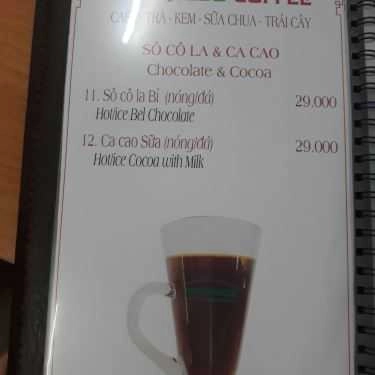 COFFEE
TRÀ - KEM - SỮA CHUA - TRÁI CÂY
SÔ CÔ LA & CA CAO
Chocolate & Cocoa
11. Sô cô la Bỉ (nóng/đá) 29.000
Hot/ice Bel Chocolate
12. Ca cao Sữa (nóng/đá) 29.000
Hot/ice Cocoa with Milk